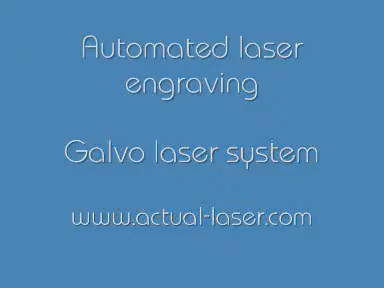 Automated laser
engraving
Galvo laser system
www.actual-laser.com